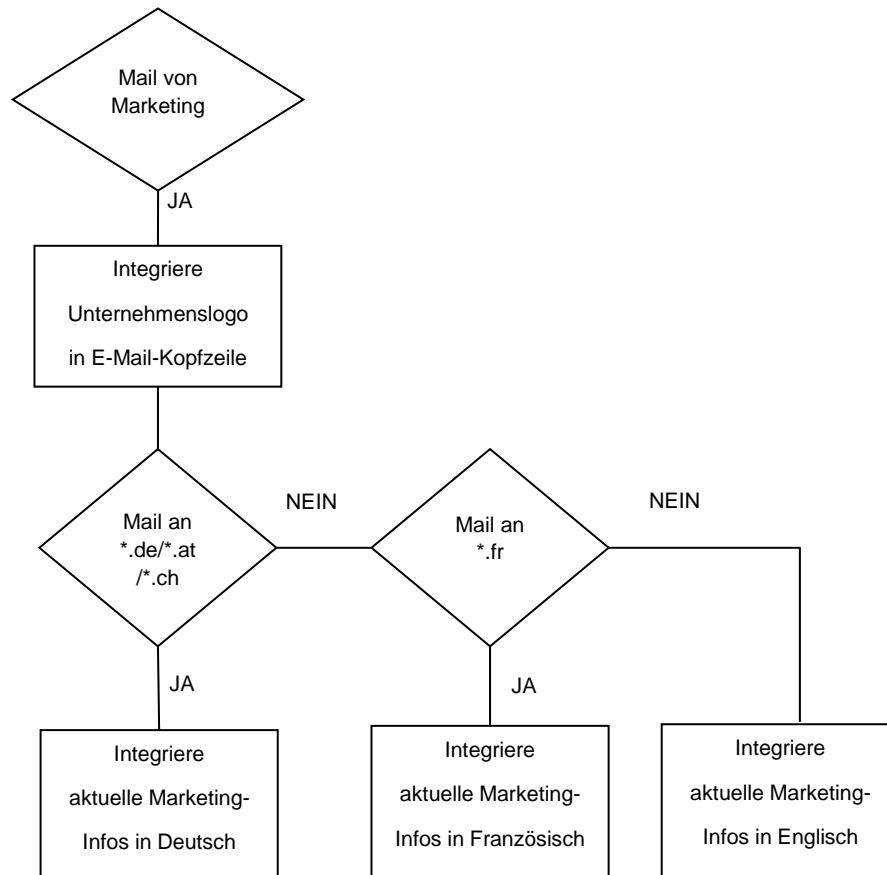 Mail von
Marketing
JA
Integriere
Unternehmenslogo
in E-Mail-Kopfzeile
Mail an
*.de/*.at
/*.ch
NEIN
Mail an
*.fr
NEIN
JA
JA
Integriere
aktuelle Marketing-
Infos in Deutsch
Integriere
aktuelle Marketing-
Infos in Französisch
Integriere
aktuelle Marketing-
Infos in Englisch